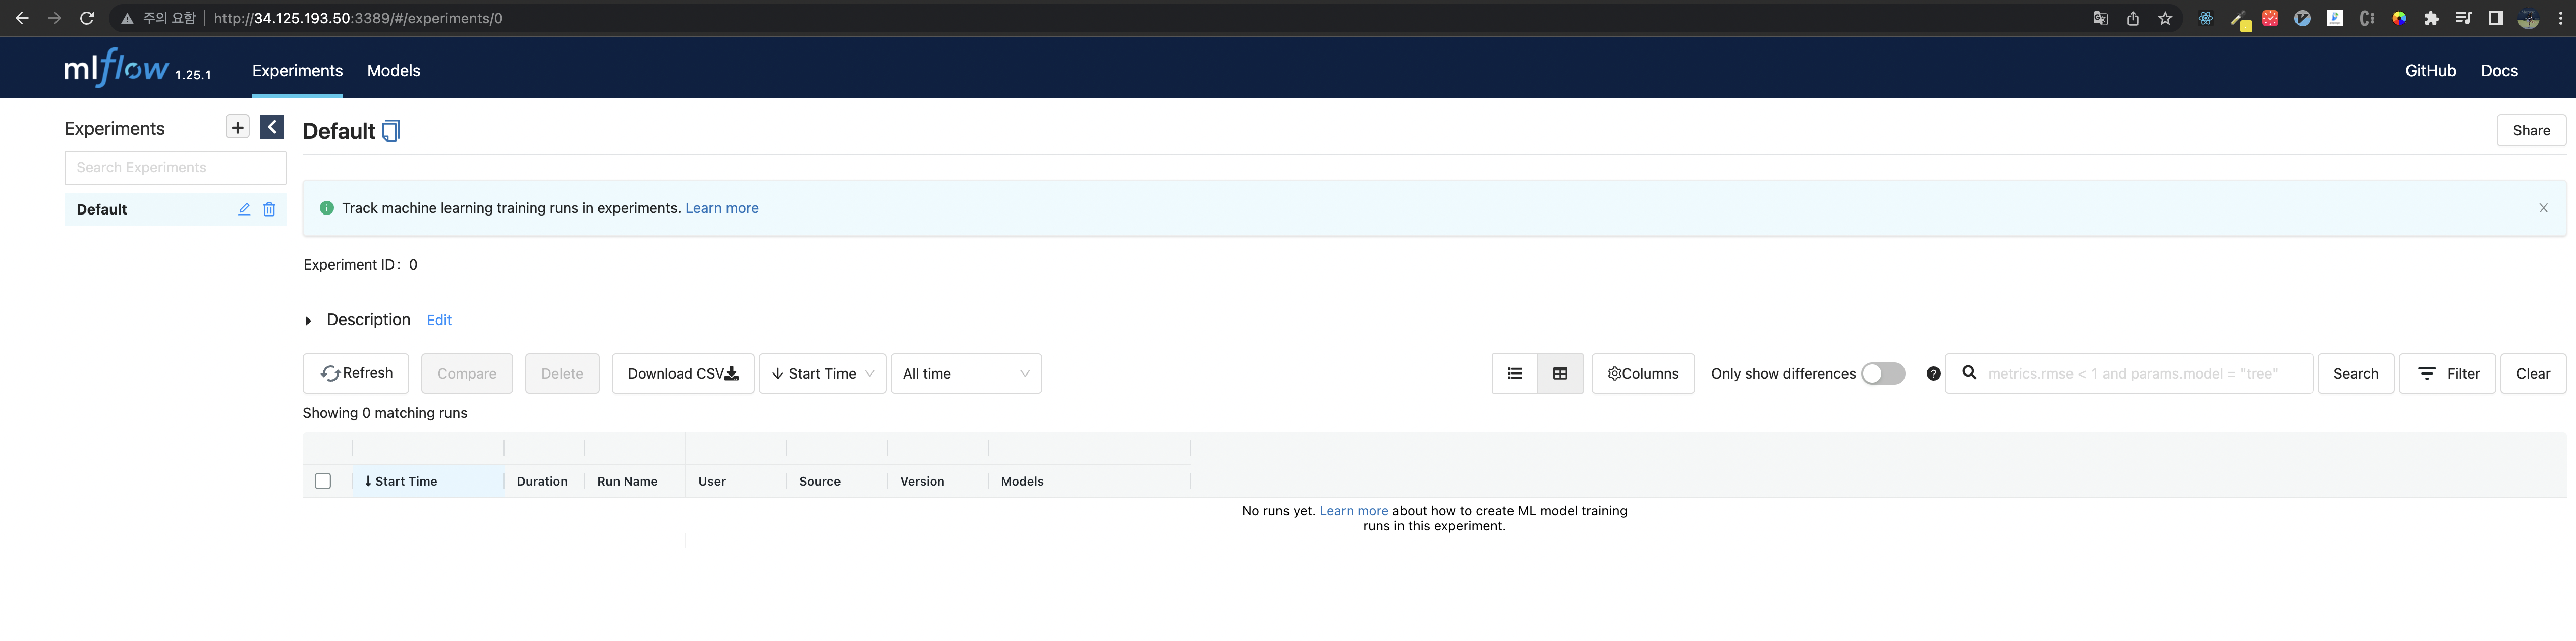 주의 요함 http://34.125.193.50:3389/#/experiments/0
mlflow 1.25.1 Experiments Models GitHub Docs
Experiments
Search Experiments
Default
Default Share
Track machine learning training runs in experiments. Learn more
Experiment ID: 0
Description Edit
Refresh Compare Delete Download CSV Start Time All time Columns Only show differences metrics.rmse < 1 and params.model = "tree" Search Filter Clear
Showing 0 matching runs
Start Time Duration Run Name User Source Version Models
No runs yet. Learn more about how to create ML model training
runs in this experiment.